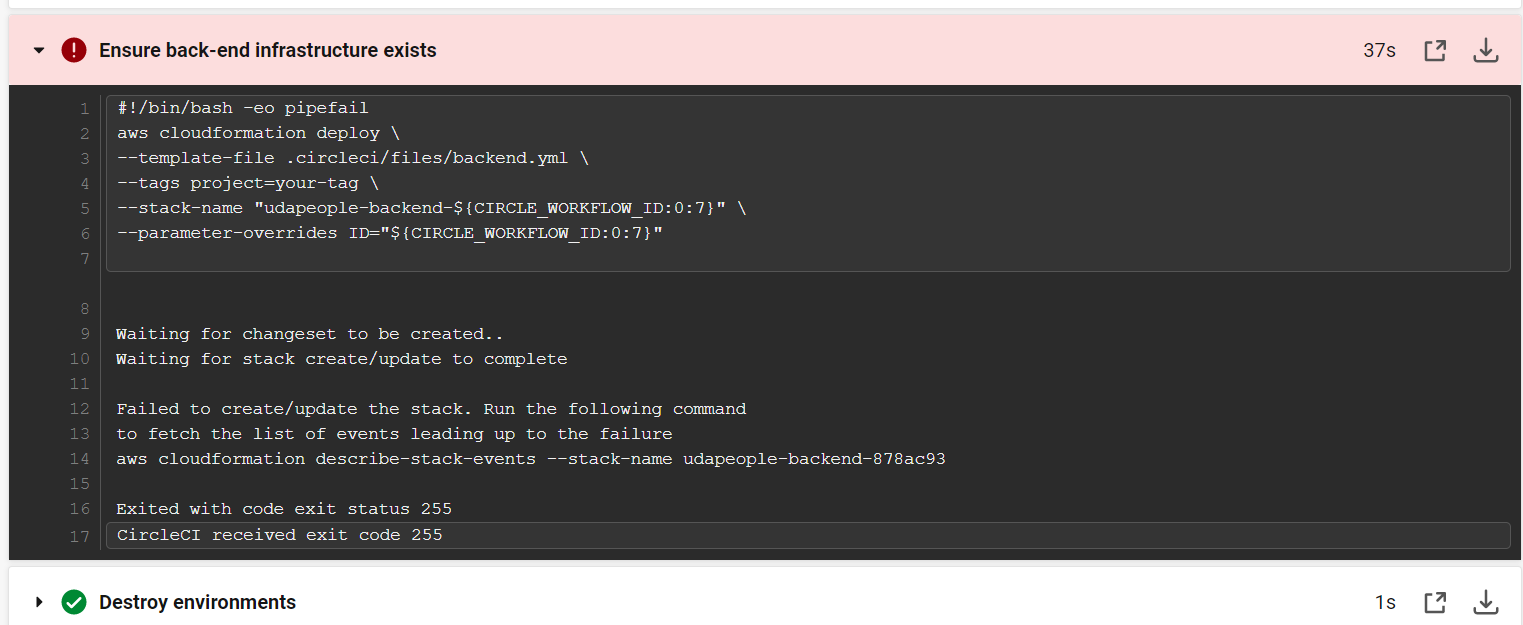 Ensure back-end infrastructure exists
37s
1 #!/bin/bash -eo pipefail
2 aws cloudformation deploy \
3 --template-file .circleci/files/backend.yml \
4 --tags project=your-tag \
5 --stack-name "udapeople-backend-${CIRCLE_WORKFLOW_ID:0:7}" \
6 --parameter-overrides ID="${CIRCLE_WORKFLOW_ID:0:7}"
7
8
9 Waiting for changeset to be created..
10 Waiting for stack create/update to complete
11
12 Failed to create/update the stack. Run the following command
13 to fetch the list of events leading up to the failure
14 aws cloudformation describe-stack-events --stack-name udapeople-backend-878ac93
15
16 Exited with code exit status 255
17 CircleCI received exit code 255
Destroy environments
1s